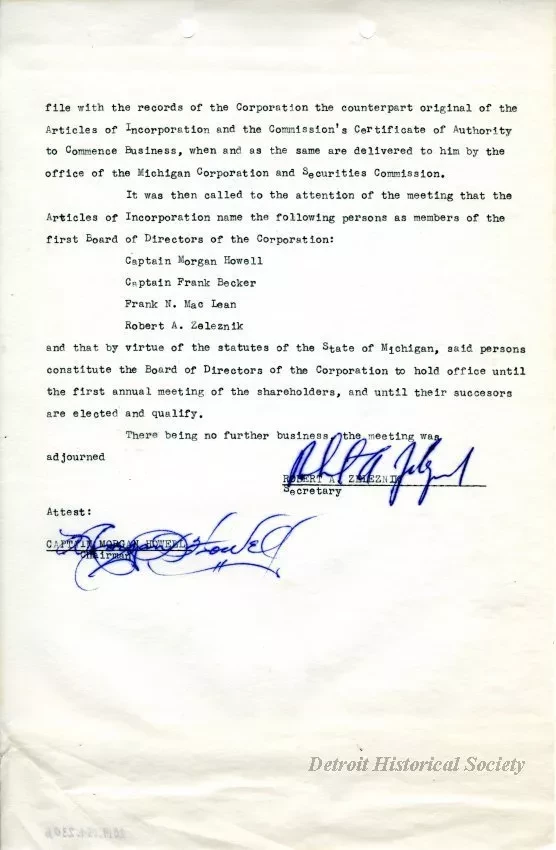 file with the records of the Corporation the counterpart original of the
Articles of Incorporation and the Commission's Certificate of Authority
to Commence Business, when and as the same are delivered to him by the
office of the Michigan Corporation and Securities Commission.
It was then called to the attention of the meeting that the
Articles of Incorporation name the following persons as members of the
first Board of Directors of the Corporation:
Captain Morgan Howell
Captain Frank Becker
Frank N. Mac Lean
Robert A. Zeleznik
and that by virtue of the statutes of the State of Michigan, said persons
constitute the Board of Directors of the Corporation to hold office until
the first annual meeting of the shareholders, and until their succesors
are elected and qualify.
There being no further business, the meeting was
adjourned
ROBERT A. ZELEZNIK
Secretary
Attest:
CAPTAIN MORGAN HOWELL
Chairman
Detroit Historical Society